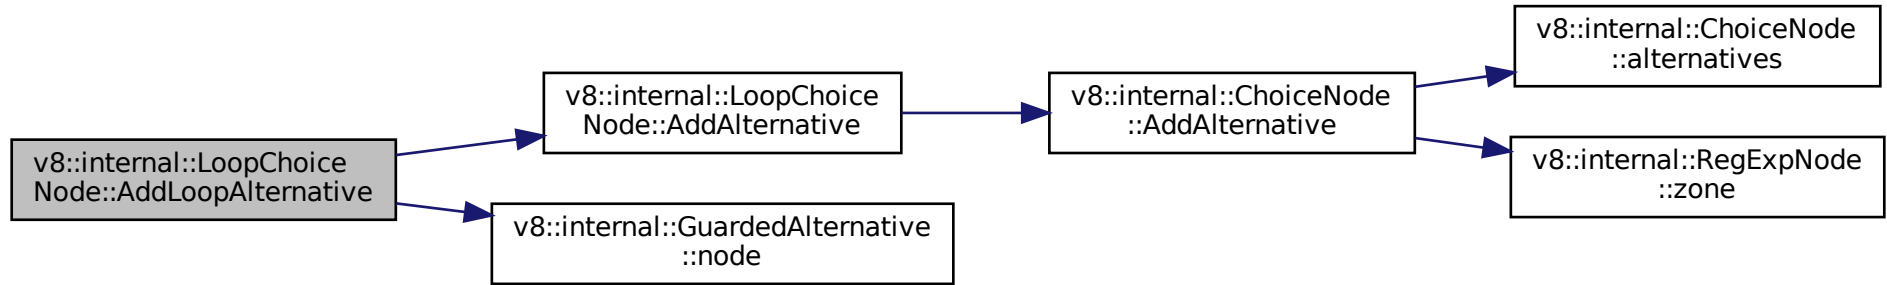 v8::internal::LoopChoice
Node::AddLoopAlternative
v8::internal::LoopChoice
Node::AddAlternative
v8::internal::GuardedAlternative
::node
v8::internal::ChoiceNode
::AddAlternative
v8::internal::ChoiceNode
::alternatives
v8::internal::RegExpNode
::zone